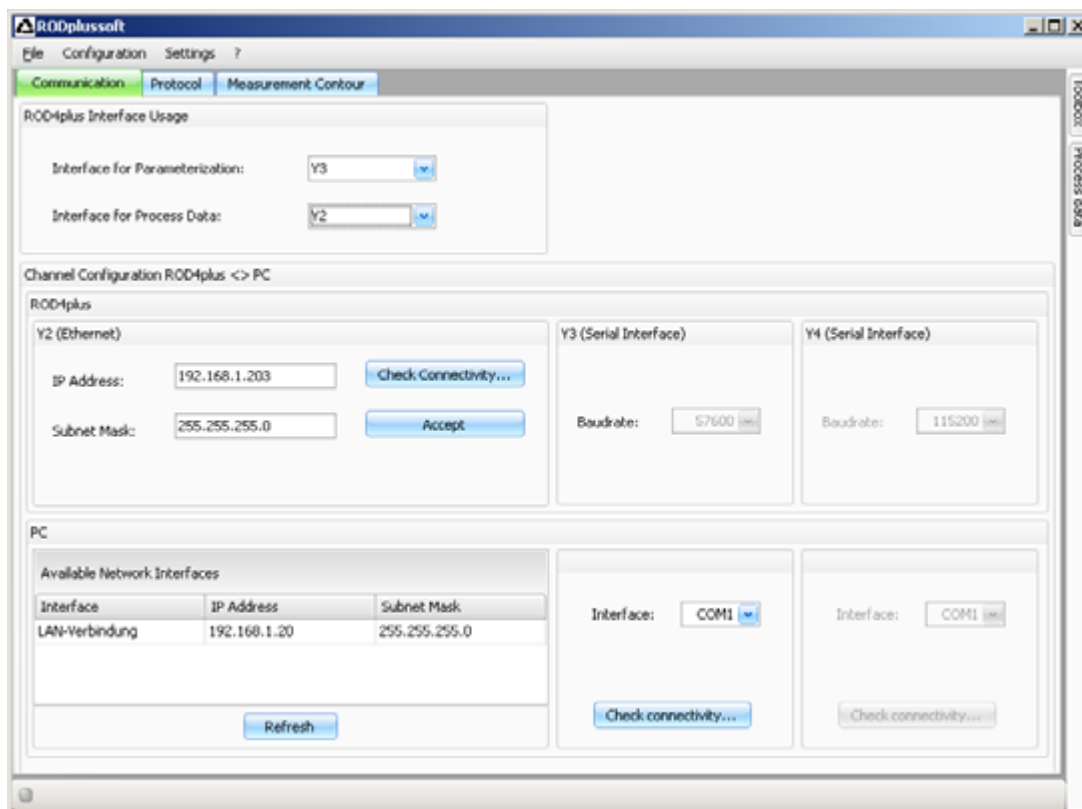 RODplussoft
File Configuration Settings ?
Communication Protocol Measurement Contour
Toolbox
Process data
ROD4plus Interface Usage
Interface for Parameterization: Y3
Interface for Process Data: Y2
Channel Configuration ROD4plus <> PC
ROD4plus
Y2 (Ethernet)
IP Address: 192.168.1.203 Check Connectivity...
Subnet Mask: 255.255.255.0 Accept
Y3 (Serial Interface)
Baudrate: 57600
Y4 (Serial Interface)
Baudrate: 115200
PC
Available Network Interfaces
Interface IP Address Subnet Mask
LAN-Verbindung 192.168.1.20 255.255.255.0
Refresh
Interface: COM1
Check connectivity...
Interface: COM1
Check connectivity...